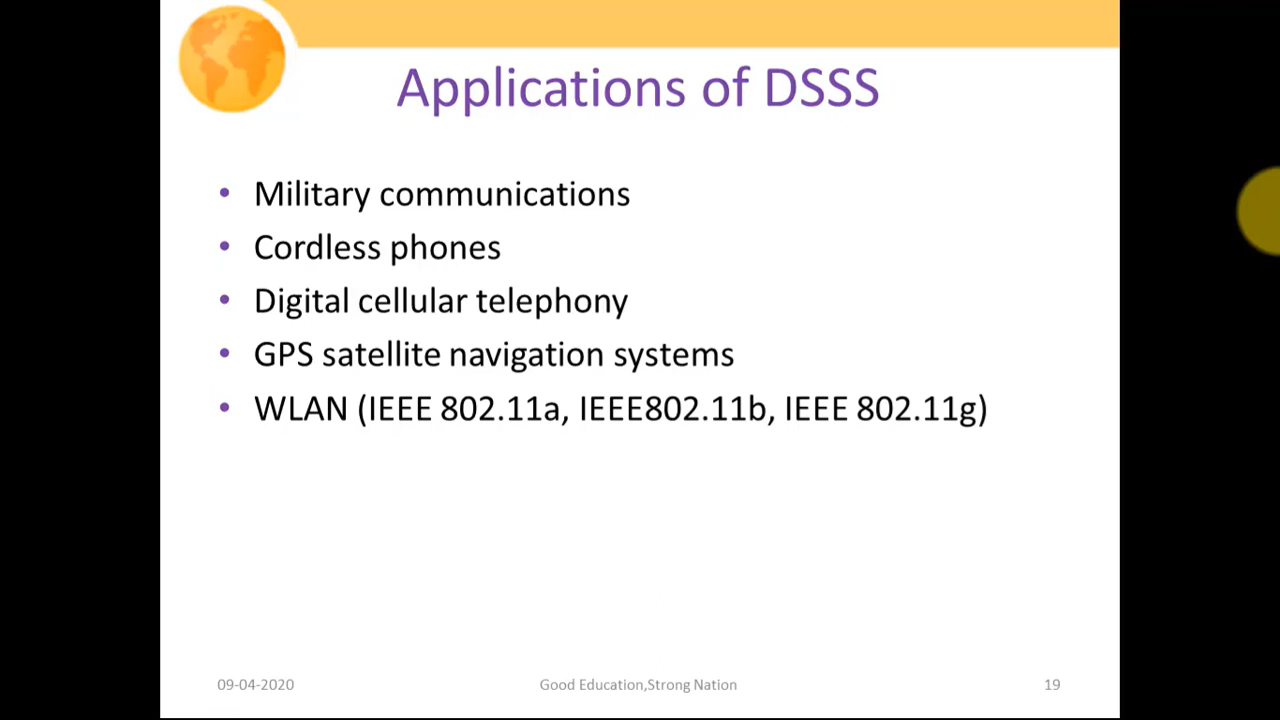 Applications of DSSS
• Military communications
• Cordless phones
• Digital cellular telephony
• GPS satellite navigation systems
• WLAN (IEEE 802.11a, IEEE802.11b, IEEE 802.11g)
09-04-2020 Good Education,Strong Nation 19